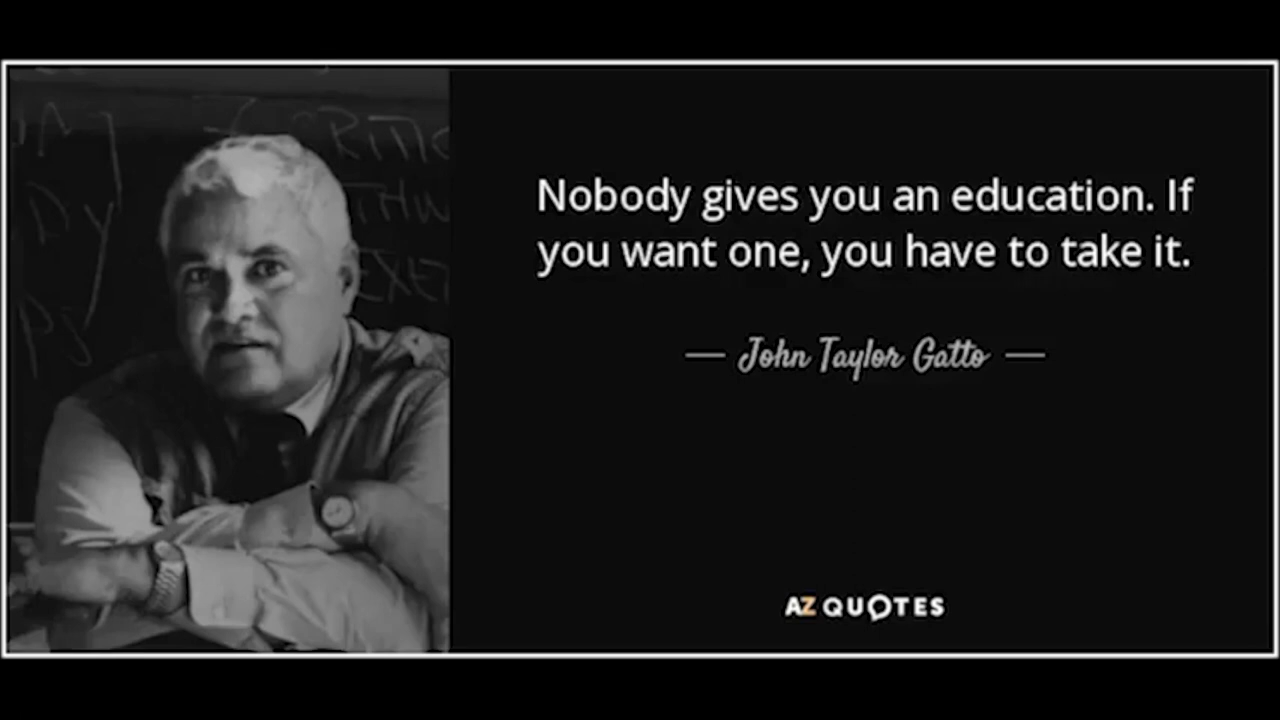 Nobody gives you an education. If
you want one, you have to take it.
— John Taylor Gatto —
AZ QUOTES